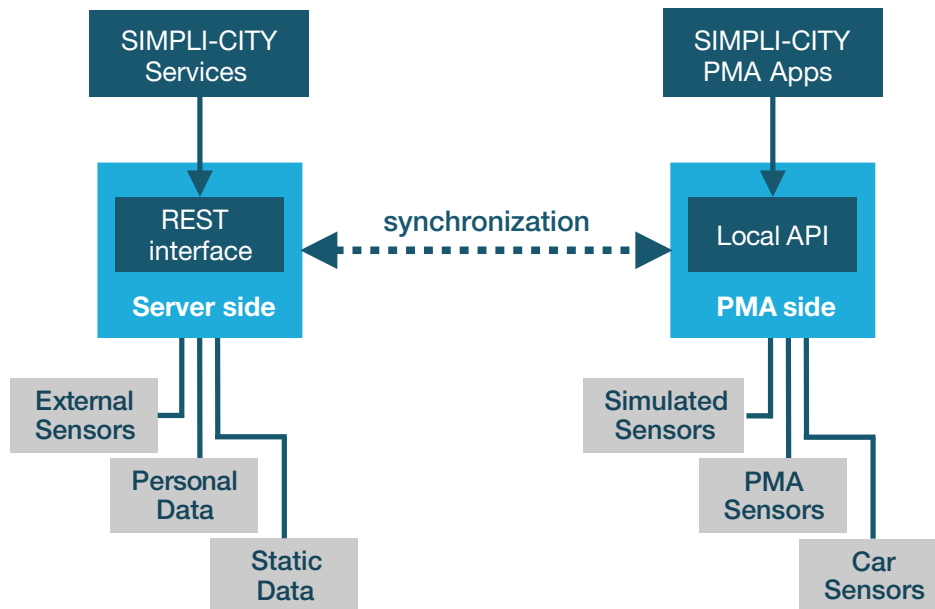 SIMPLI-CITY
Services
SIMPLI-CITY
PMA Apps
REST
interface
Server side
synchronization
Local API
PMA side
External
Sensors
Personal
Data
Static
Data
Simulated
Sensors
PMA
Sensors
Car
Sensors